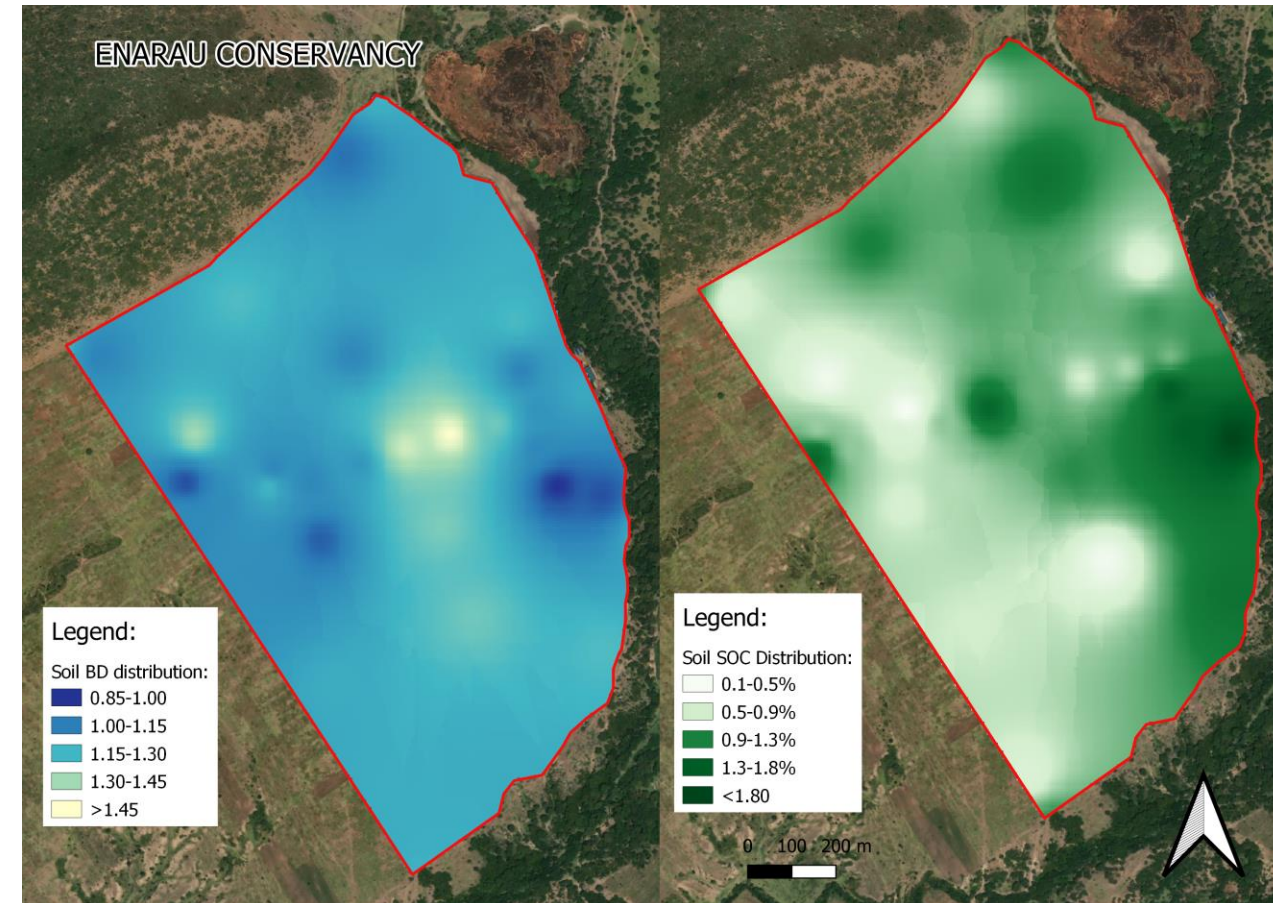 ENARAU CONSERVANCY
Legend:
Soil BD distribution:
0.85-1.00
1.00-1.15
1.15-1.30
1.30-1.45
>1.45
Legend:
Soil SOC Distribution:
0.1-0.5%
0.5-0.9%
0.9-1.3%
1.3-1.8%
<1.80
0 100 200 m